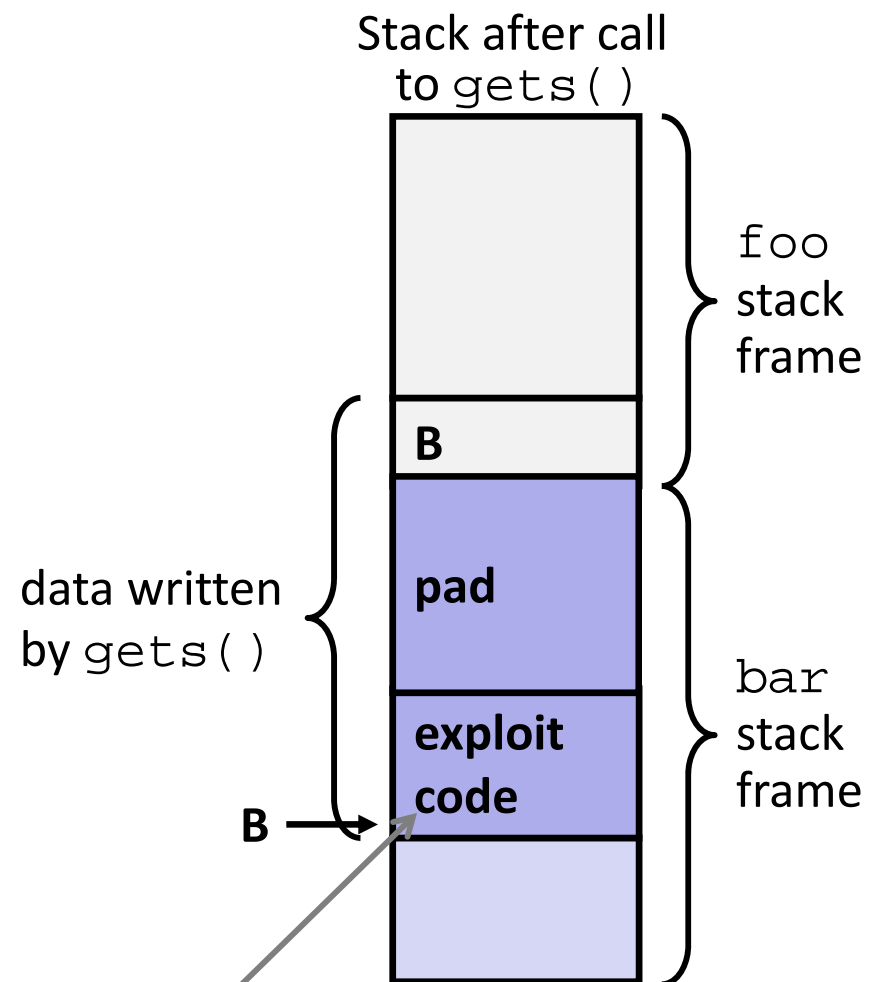 Stack after call
to gets()
foo
stack
frame
B
data written
by gets()
pad
exploit
code
B
bar
stack
frame